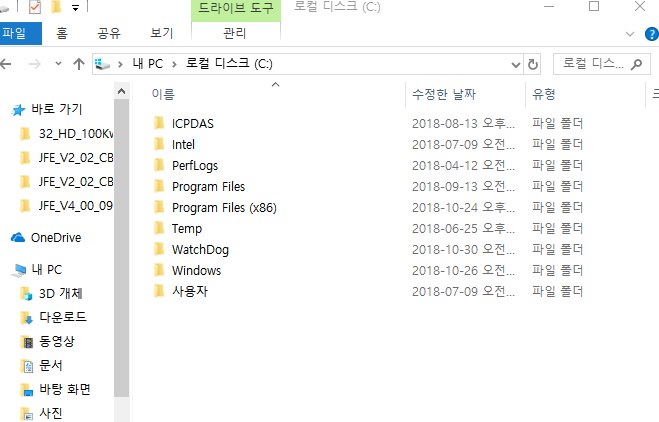 드라이브 도구
로컬 디스크 (C:)
파일
홈
공유
보기
관리
내 PC
로컬 디스크 (C:)
로컬 디스...
이름
수정한 날짜
유형
바로 가기
32_HD_100Kw
JFE_V2_02_CB
JFE_V2_02_CB
JFE_V4_00_09
OneDrive
내 PC
3D 개체
다운로드
동영상
문서
바탕 화면
사진
ICPDAS 2018-08-13 오후... 파일 폴더
Intel 2018-07-09 오전... 파일 폴더
PerfLogs 2018-04-12 오전... 파일 폴더
Program Files 2018-09-13 오전... 파일 폴더
Program Files (x86) 2018-10-24 오후... 파일 폴더
Temp 2018-06-25 오후... 파일 폴더
WatchDog 2018-10-30 오전... 파일 폴더
Windows 2018-10-26 오전... 파일 폴더
사용자 2018-07-09 오전... 파일 폴더